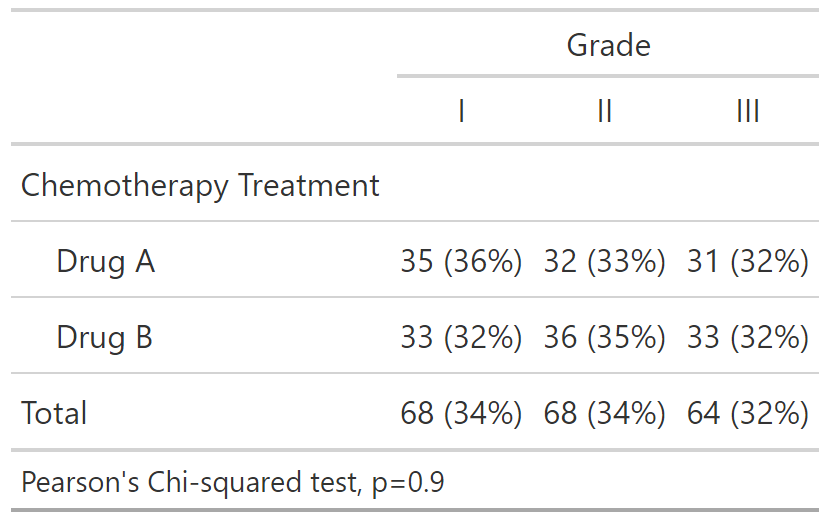 Grade
I II III
Chemotherapy Treatment
Drug A 35 (36%) 32 (33%) 31 (32%)
Drug B 33 (32%) 36 (35%) 33 (32%)
Total 68 (34%) 68 (34%) 64 (32%)
Pearson's Chi-squared test, p=0.9